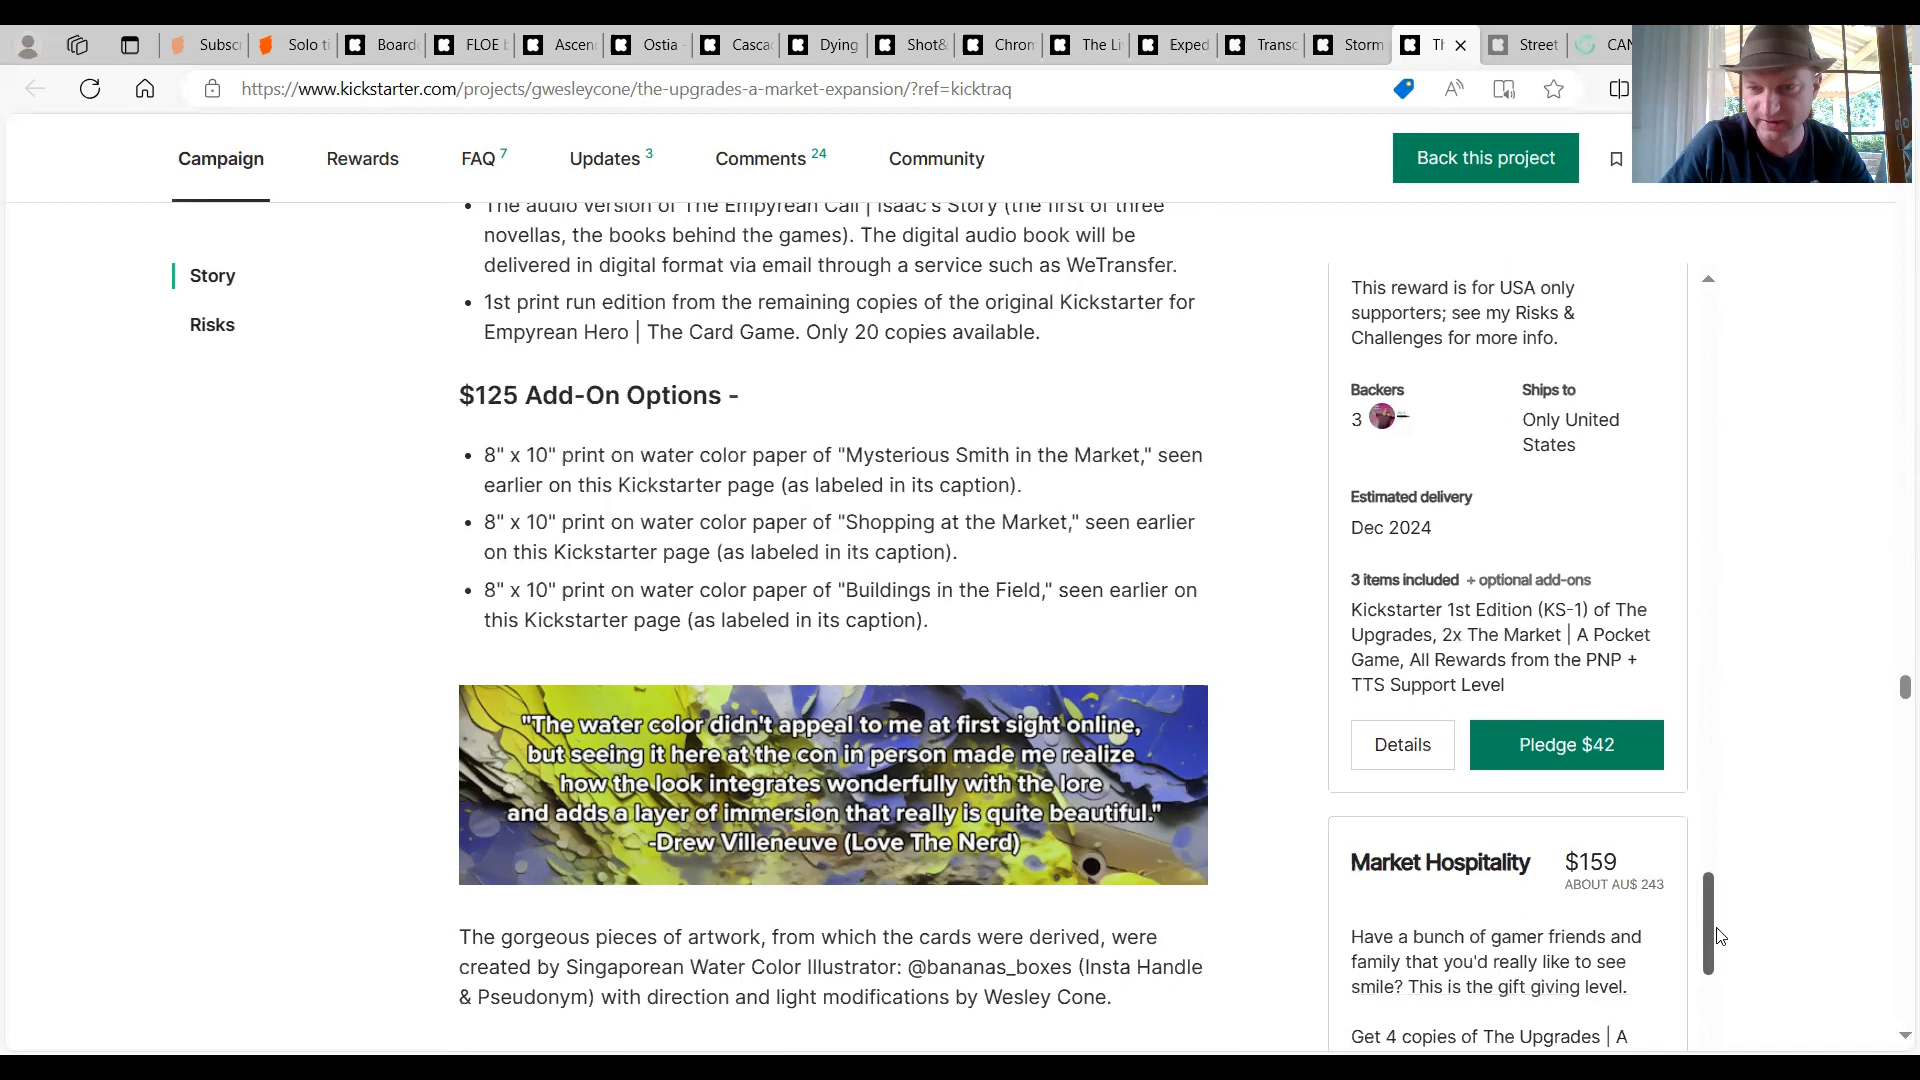 Subsc
Solo ti
Board
FLOE b
Ascen
Ostia
Casca
Dying
Shot&
Chron
The Li
Exped
Transc
Storm
Th
Street
CAN
https://www.kickstarter.com/projects/gwesleycone/the-upgrades-a-market-expansion/?ref=kicktraq
Campaign
Rewards
FAQ 7
Updates 3
Comments 24
Community
Back this project
Story
Risks
The audio version of The Empyrean Call | Isaac's Story (the first of three
novellas, the books behind the games). The digital audio book will be
delivered in digital format via email through a service such as WeTransfer.
1st print run edition from the remaining copies of the original Kickstarter for
Empyrean Hero | The Card Game. Only 20 copies available.
$125 Add-On Options -
8" x 10" print on water color paper of "Mysterious Smith in the Market," seen
earlier on this Kickstarter page (as labeled in its caption).
8" x 10" print on water color paper of "Shopping at the Market," seen earlier
on this Kickstarter page (as labeled in its caption).
8" x 10" print on water color paper of "Buildings in the Field," seen earlier on
this Kickstarter page (as labeled in its caption).
"The water color didn't appeal to me at first sight online,
but seeing it here at the con in person made me realize
how the look integrates wonderfully with the lore
and adds a layer of immersion that really is quite beautiful."
-Drew Villeneuve (Love The Nerd)
The gorgeous pieces of artwork, from which the cards were derived, were
created by Singaporean Water Color Illustrator: @bananas_boxes (Insta Handle
& Pseudonym) with direction and light modifications by Wesley Cone.
This reward is for USA only
supporters; see my Risks &
Challenges for more info.
Backers
3
Ships to
Only United
States
Estimated delivery
Dec 2024
3 items included + optional add-ons
Kickstarter 1st Edition (KS-1) of The
Upgrades, 2x The Market | A Pocket
Game, All Rewards from the PNP +
TTS Support Level
Details
Pledge $42
Market Hospitality
$159
ABOUT AU$ 243
Have a bunch of gamer friends and
family that you'd really like to see
smile? This is the gift giving level.
Get 4 copies of The Upgrades | A